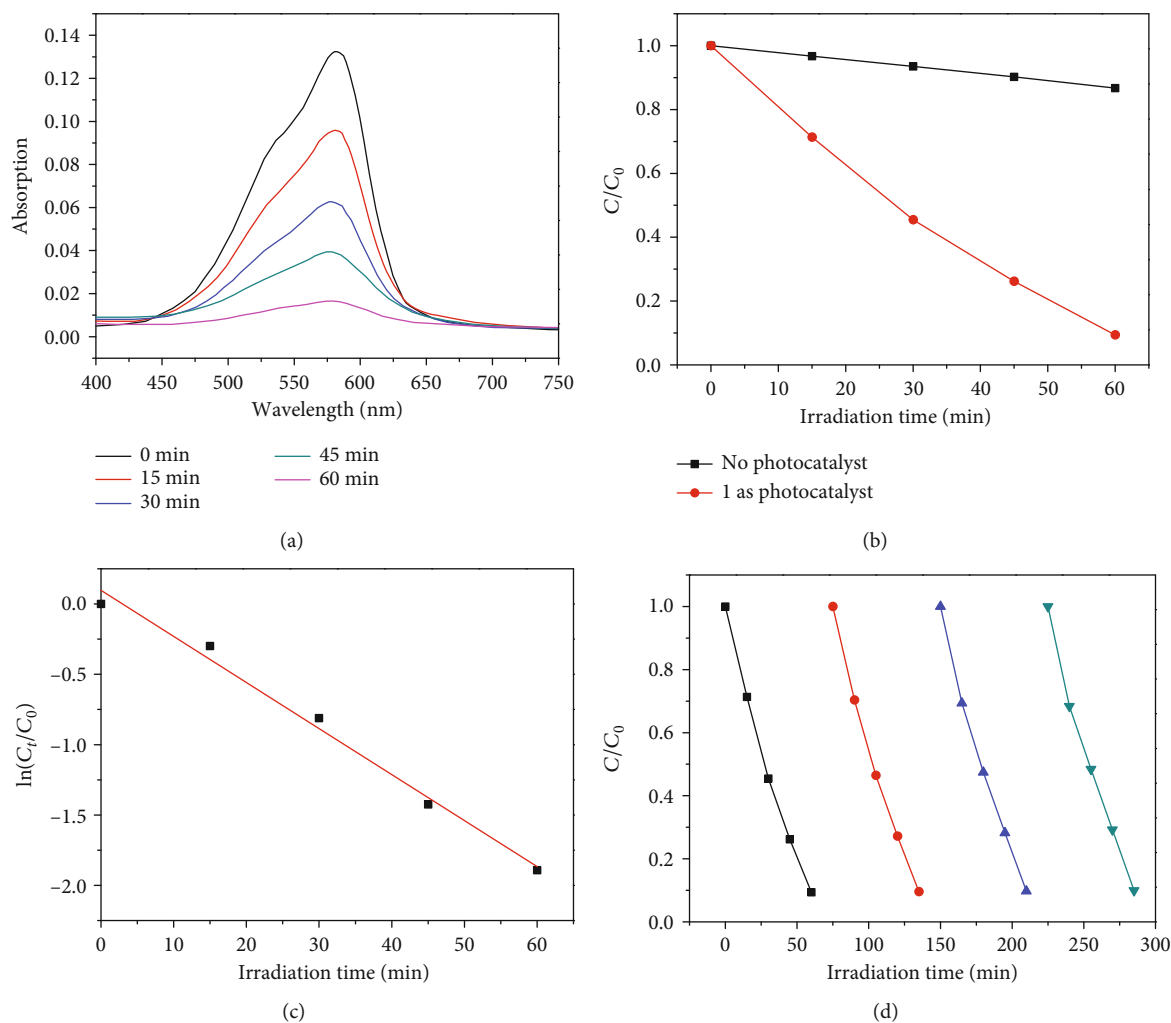 0.14
0.12
0.10
0.08
0.06
0.04
0.02
0.00
Absorption
400 450 500 550 600 650 700 750
Wavelength (nm)
0 min
15 min
30 min
45 min
60 min
(a)
1.0
0.8
0.6
0.4
0.2
0.0
C/C₀
0 10 20 30 40 50 60
Irradiation time (min)
No photocatalyst
1 as photocatalyst
(b)
0.0
−0.5
−1.0
−1.5
−2.0
ln(Cₜ/C₀)
0 10 20 30 40 50 60
Irradiation time (min)
(c)
1.0
0.8
0.6
0.4
0.2
0.0
C/C₀
0 50 100 150 200 250 300
Irradiation time (min)
(d)